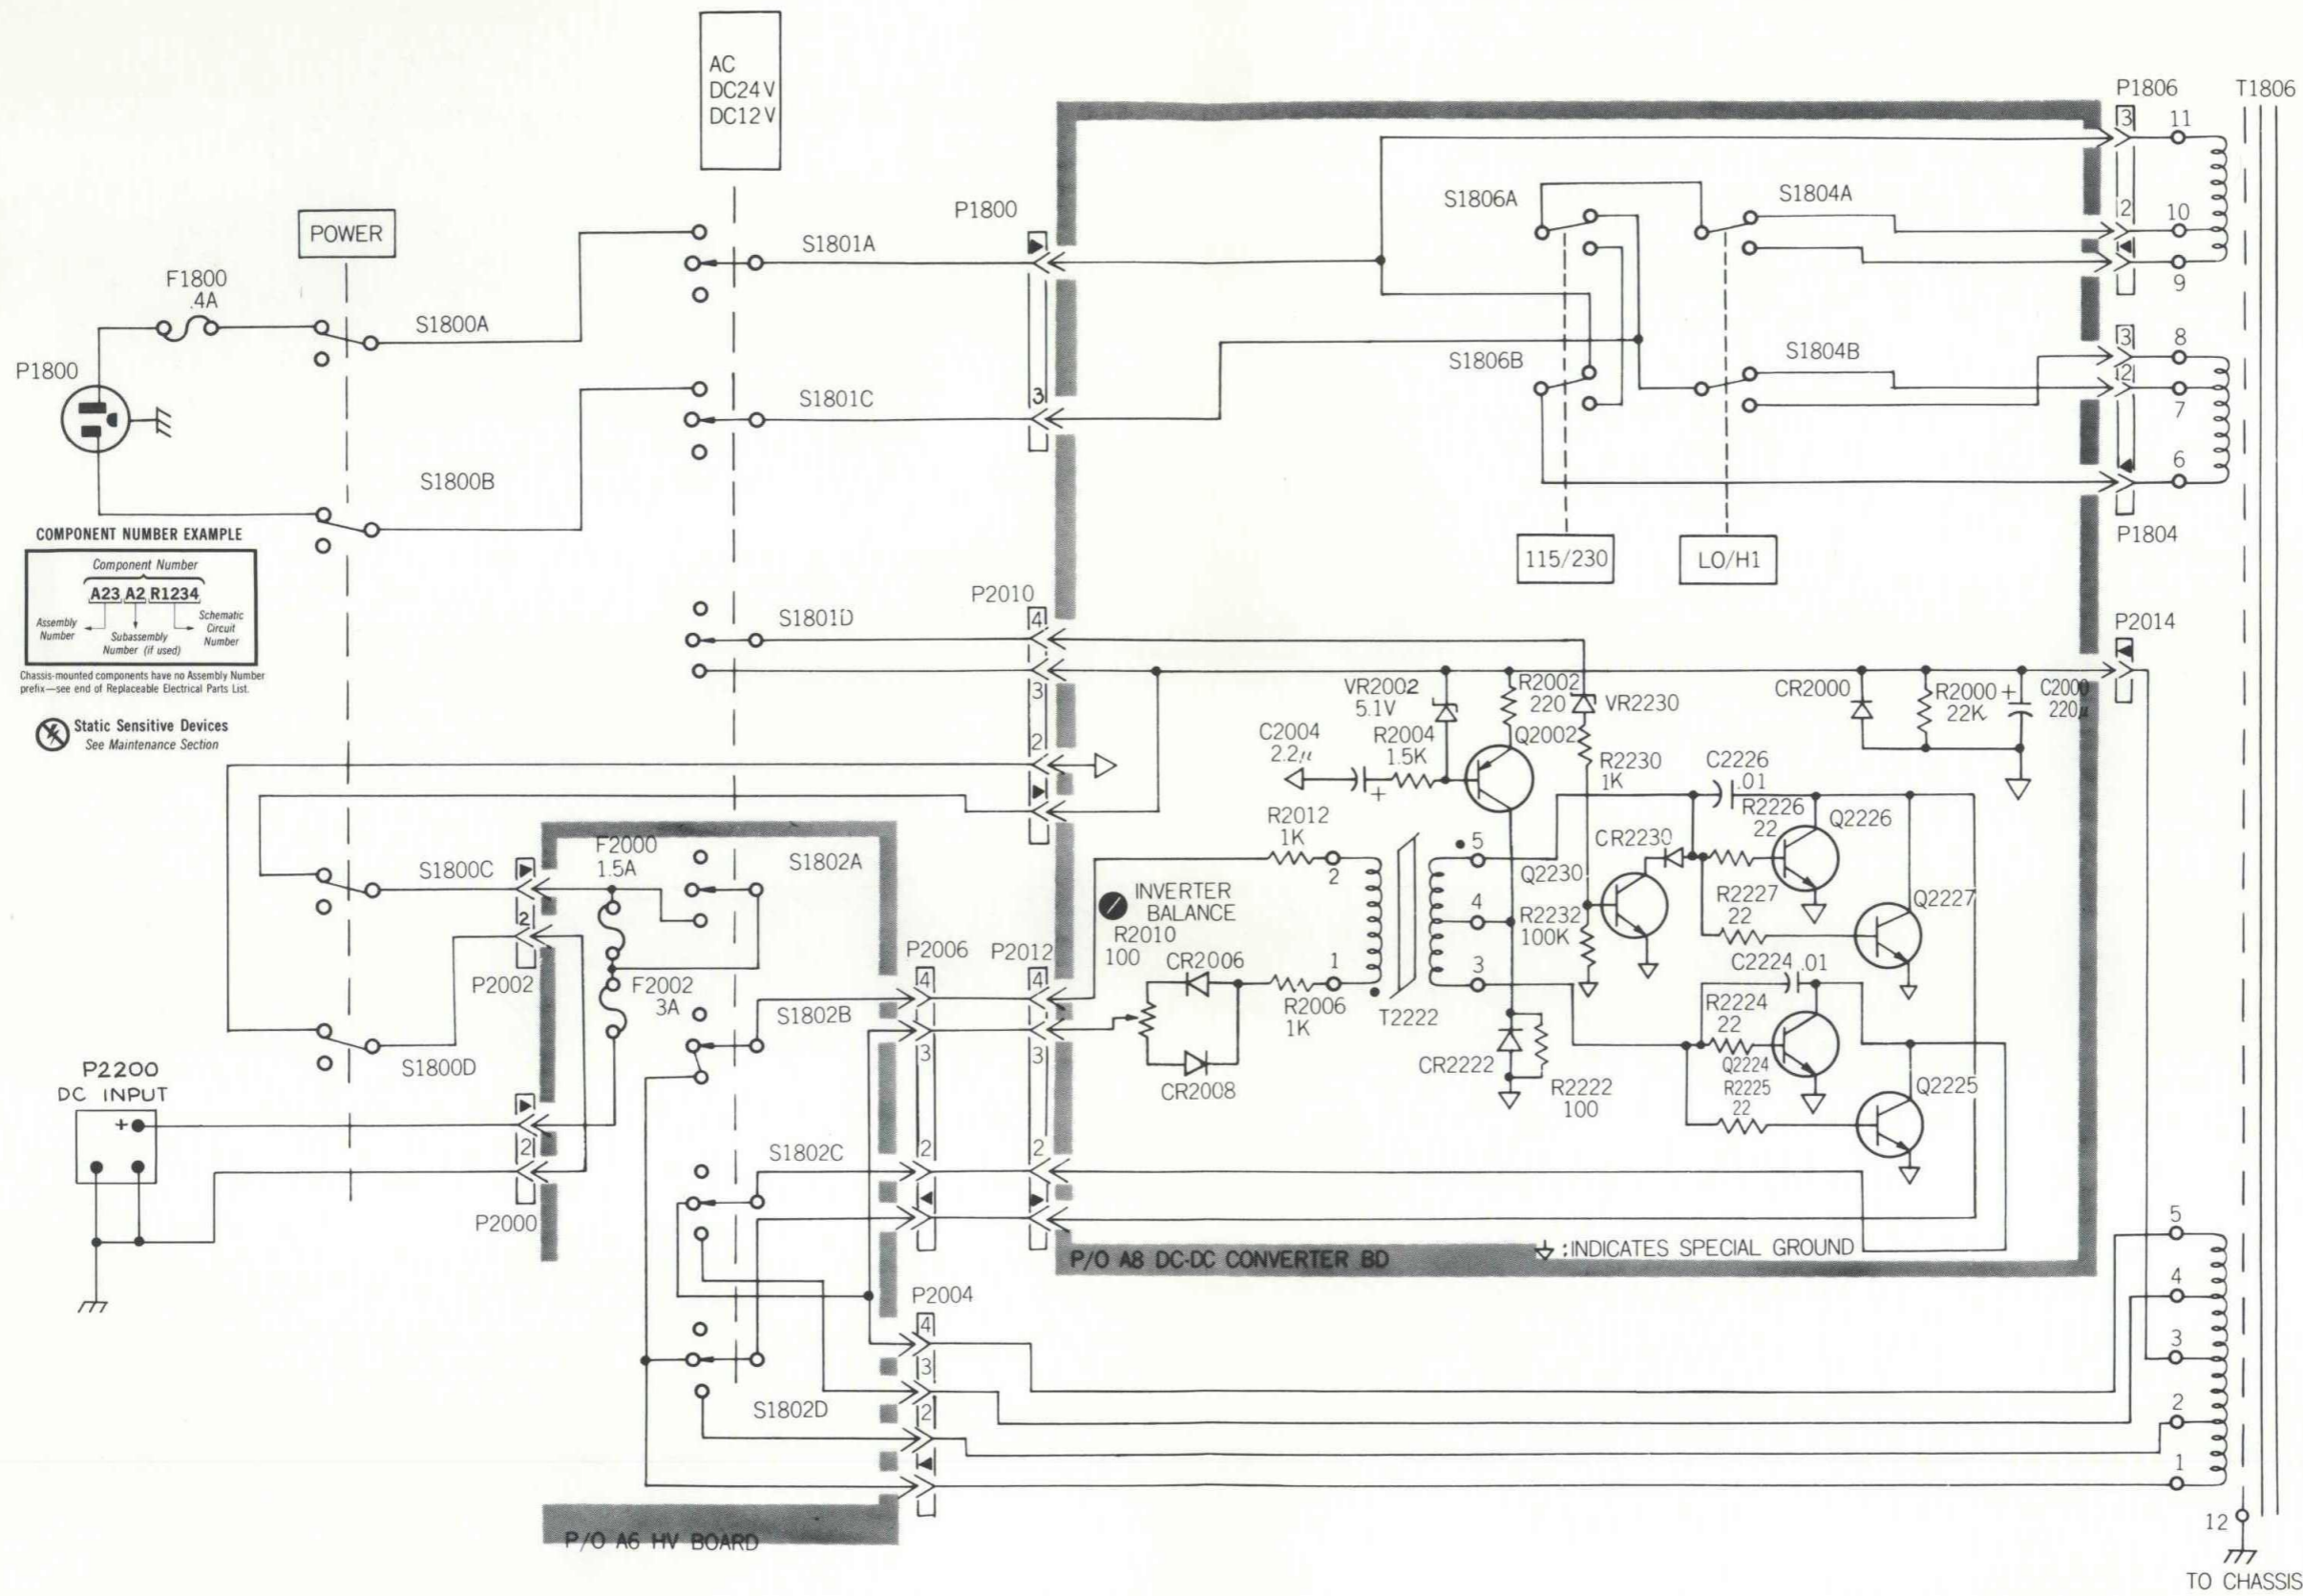 AC
DC24V
DC12V
POWER
F1800
.4A
P1800
S1800A
S1800B
S1801A
S1801C
P1800
3
S1806A
S1804A
S1806B
S1804B
115/230
LO/H1
P1806
T1806
3
11
2
10
9
3
8
2
7
6
P1804
COMPONENT NUMBER EXAMPLE
Component Number
A23 A2 R1234
Assembly
Number
Subassembly
Number (if used)
Schematic
Circuit
Number
Chassis-mounted components have no Assembly Number
prefix—see end of Replaceable Electrical Parts List.
Static Sensitive Devices
See Maintenance Section
S1801D
P2010
4
3
2
P2014
VR2002
5.1V
R2002
220
VR2230
CR2000
R2000
22K
+
C2000
220μ
C2004
2.2μ
+
R2004
1.5K
Q2002
R2230
1K
C2226
.01
R2226
22
Q2226
R2012
1K
CR2230
2
5
4
3
1
Q2230
R2227
22
Q2227
R2232
100K
INVERTER
BALANCE
R2010
100
CR2006
R2006
1K
CR2008
T2222
C2224 .01
R2224
22
Q2224
R2225
22
Q2225
CR2222
R2222
100
F2000
1.5A
S1802A
S1800C
2
P2002
F2002
3A
S1802B
P2006
P2012
4
4
3
3
S1800D
P2200
DC INPUT
+
2
P2000
S1802C
2
2
P/O A8 DC-DC CONVERTER BD
:INDICATES SPECIAL GROUND
P2004
4
3
2
S1802D
5
4
3
2
1
12
P/O A6 HV BOARD
TO CHASSIS